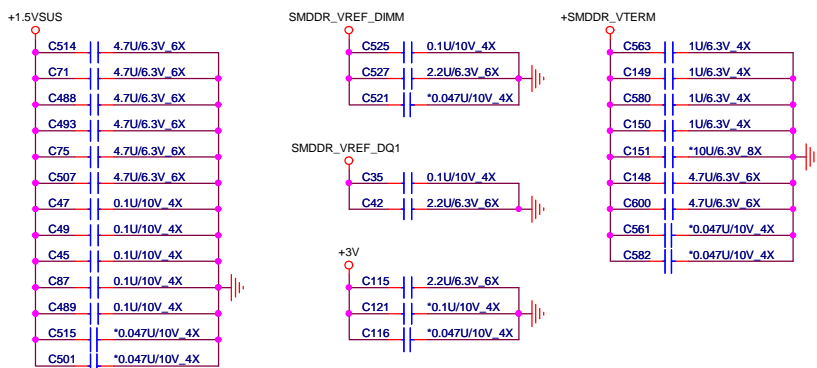 +1.5VSUS
C514 4.7U/6.3V_6X
C71 4.7U/6.3V_6X
C488 4.7U/6.3V_6X
C493 4.7U/6.3V_6X
C75 4.7U/6.3V_6X
C507 4.7U/6.3V_6X
C47 0.1U/10V_4X
C49 0.1U/10V_4X
C45 0.1U/10V_4X
C87 0.1U/10V_4X
C489 0.1U/10V_4X
C515 *0.047U/10V_4X
C501 *0.047U/10V_4X
SMDDR_VREF_DIMM
C525 0.1U/10V_4X
C527 2.2U/6.3V_6X
C521 *0.047U/10V_4X
SMDDR_VREF_DQ1
C35 0.1U/10V_4X
C42 2.2U/6.3V_6X
+3V
C115 2.2U/6.3V_6X
C121 *0.1U/10V_4X
C116 *0.047U/10V_4X
+SMDDR_VTERM
C563 1U/6.3V_4X
C149 1U/6.3V_4X
C580 1U/6.3V_4X
C150 1U/6.3V_4X
C151 *10U/6.3V_8X
C148 4.7U/6.3V_6X
C600 4.7U/6.3V_6X
C561 *0.047U/10V_4X
C582 *0.047U/10V_4X